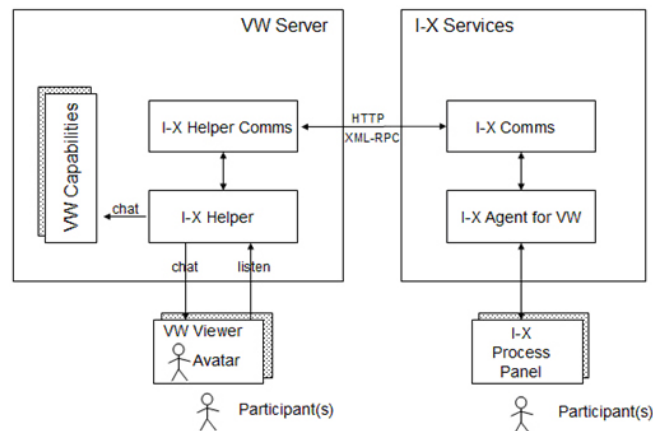 VW Server
I-X Services
VW Capabilities
I-X Helper Comms
HTTP
XML-RPC
I-X Comms
chat
I-X Helper
I-X Agent for VW
chat
listen
VW Viewer
Avatar
I-X
Process
Panel
Participant(s)
Participant(s)